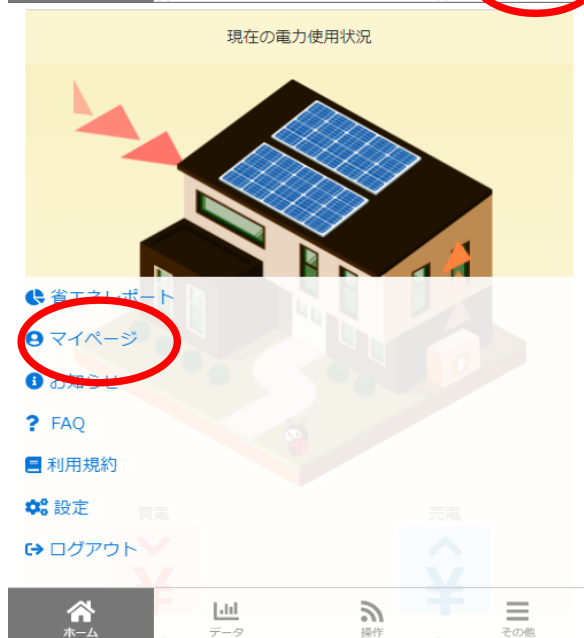 現在の電力使用状況
省エネレポート
マイページ
お知らせ
? FAQ
利用規約
設定
買電
売電
ログアウト
¥
¥
ホーム
データ
操作
その他